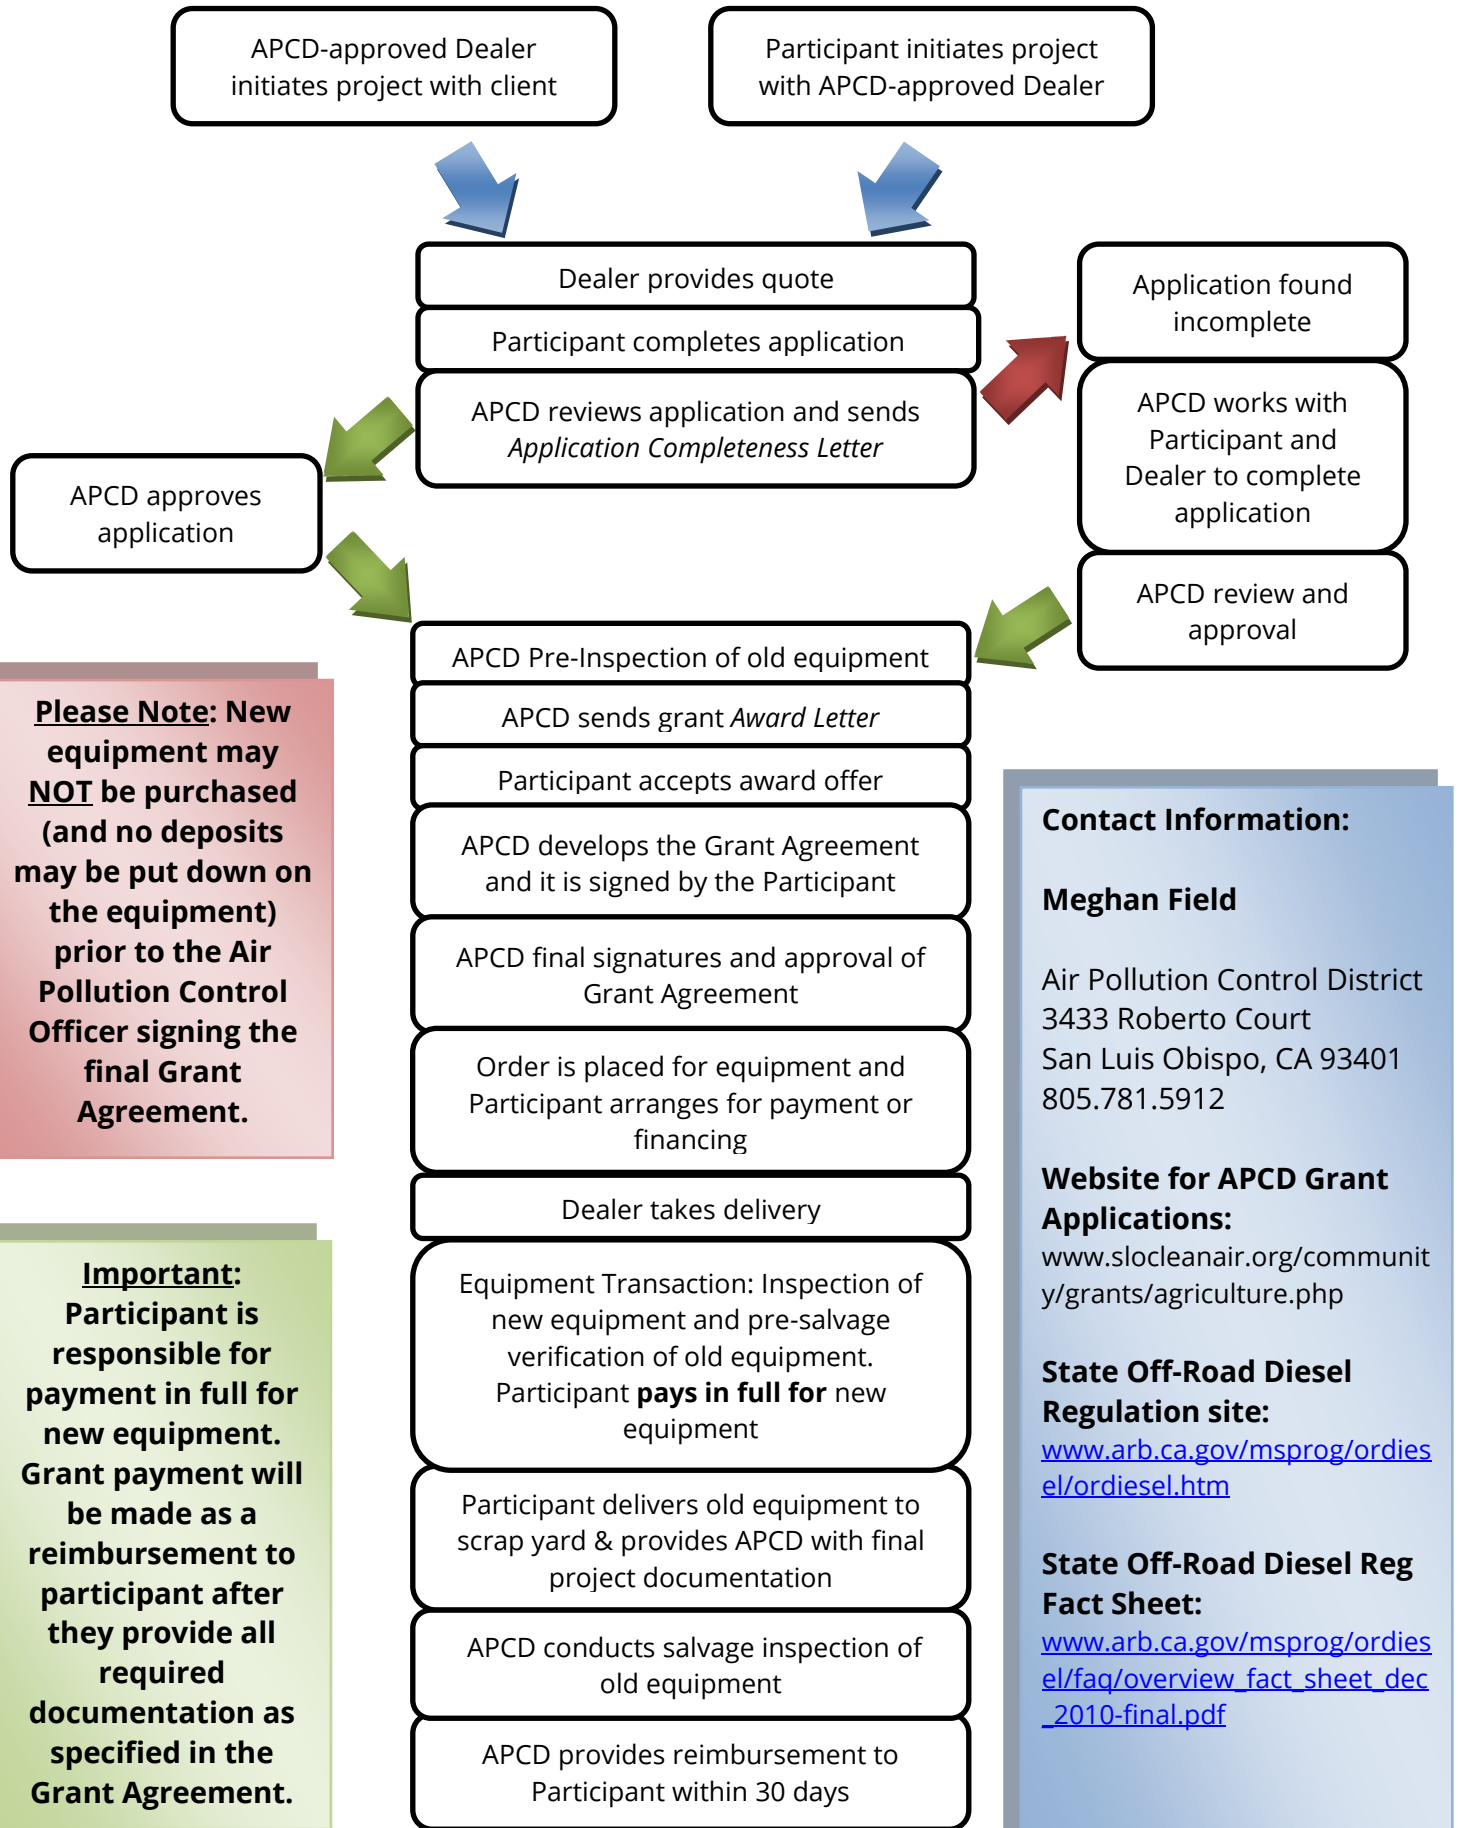 APCD-approved Dealer
initiates project with client
Participant initiates project
with APCD-approved Dealer
Dealer provides quote
Participant completes application
APCD reviews application and sends
Application Completeness Letter
Application found
incomplete
APCD works with
Participant and
Dealer to complete
application
APCD review and
approval
APCD approves
application
APCD Pre-Inspection of old equipment
APCD sends grant Award Letter
Participant accepts award offer
APCD develops the Grant Agreement
and it is signed by the Participant
APCD final signatures and approval of
Grant Agreement
Order is placed for equipment and
Participant arranges for payment or
financing
Dealer takes delivery
Equipment Transaction: Inspection of
new equipment and pre-salvage
verification of old equipment.
Participant pays in full for new
equipment
Participant delivers old equipment to
scrap yard & provides APCD with final
project documentation
APCD conducts salvage inspection of
old equipment
APCD provides reimbursement to
Participant within 30 days
Please Note: New
equipment may
NOT be purchased
(and no deposits
may be put down on
the equipment)
prior to the Air
Pollution Control
Officer signing the
final Grant
Agreement.
Important:
Participant is
responsible for
payment in full for
new equipment.
Grant payment will
be made as a
reimbursement to
participant after
they provide all
required
documentation as
specified in the
Grant Agreement.
Contact Information:
Meghan Field
Air Pollution Control District
3433 Roberto Court
San Luis Obispo, CA 93401
805.781.5912
Website for APCD Grant
Applications:
www.slocleanair.org/communit
y/grants/agriculture.php
State Off-Road Diesel
Regulation site:
www.arb.ca.gov/msprog/ordies
el/ordiesel.htm
State Off-Road Diesel Reg
Fact Sheet:
www.arb.ca.gov/msprog/ordies
el/faq/overview_fact_sheet_dec
_2010-final.pdf